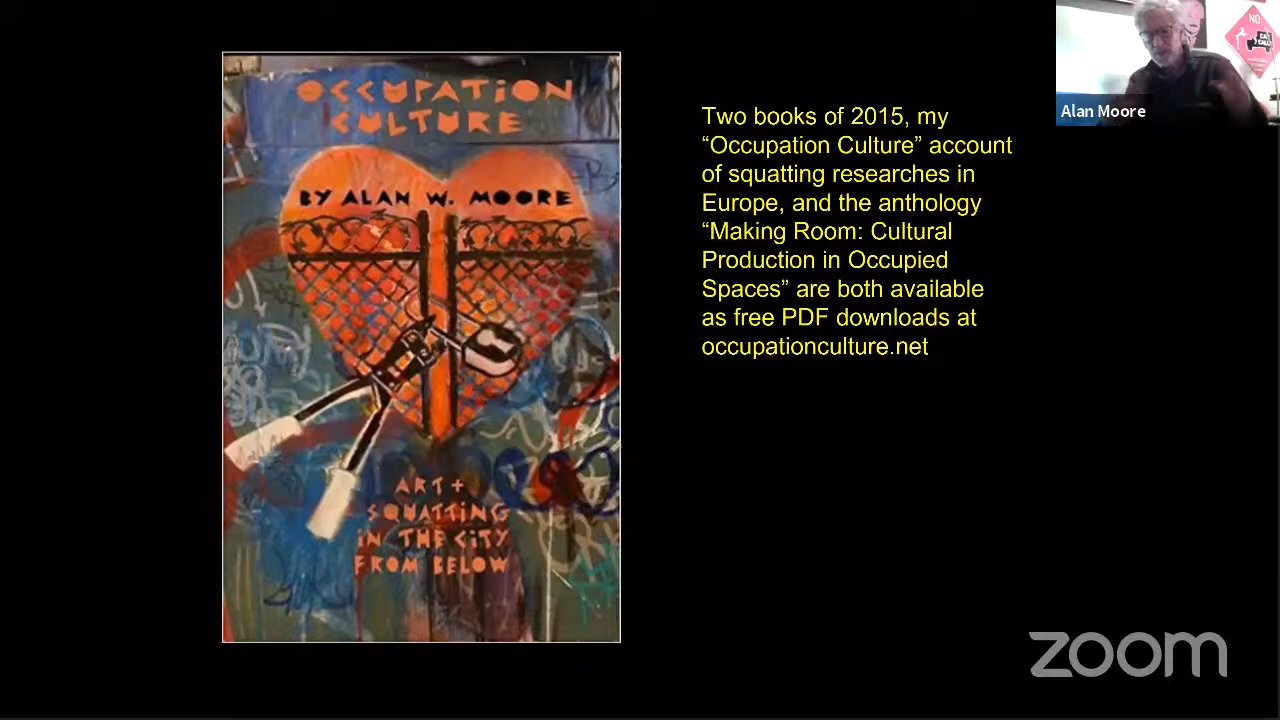 OCCUPATION
CULTURE
BY ALAN W. MOORE
ART +
SQUATTING
IN THE CITY
FROM BELOW
Two books of 2015, my
“Occupation Culture” account
of squatting researches in
Europe, and the anthology
“Making Room: Cultural
Production in Occupied
Spaces” are both available
as free PDF downloads at
occupationculture.net
NO
Alan Moore
zoom